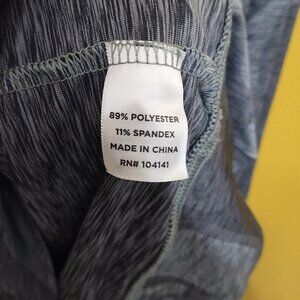 89% POLYESTER
11% SPANDEX
MADE IN CHINA
RN# 104141